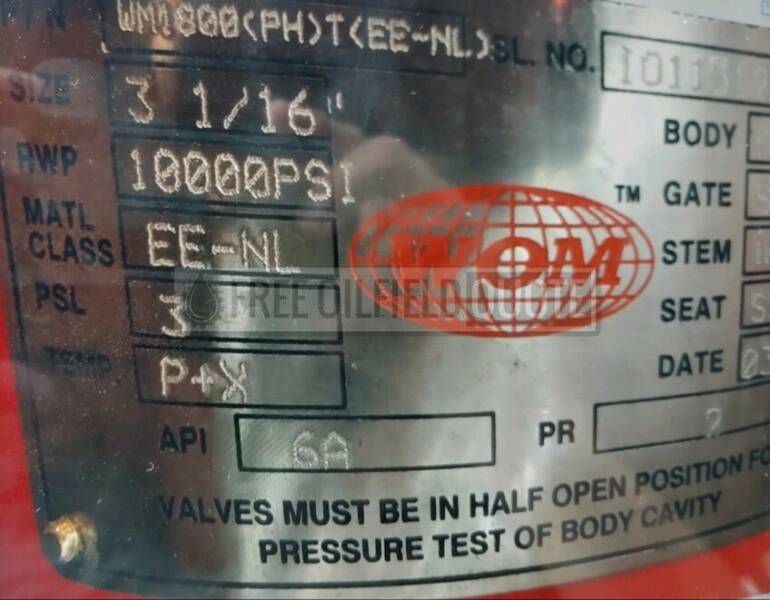 WM1800(PH)T(EE-NL) SL. NO.
SIZE 3 1/16" BODY
RWP 10000PSI ™ GATE
MATL CLASS EE-NL WOM STEM
PSL 3 SEAT
FREE OILFIELD QUOTE
TEMP. P+X DATE
API 6A PR 2
VALVES MUST BE IN HALF OPEN POSITION
PRESSURE TEST OF BODY CAVITY